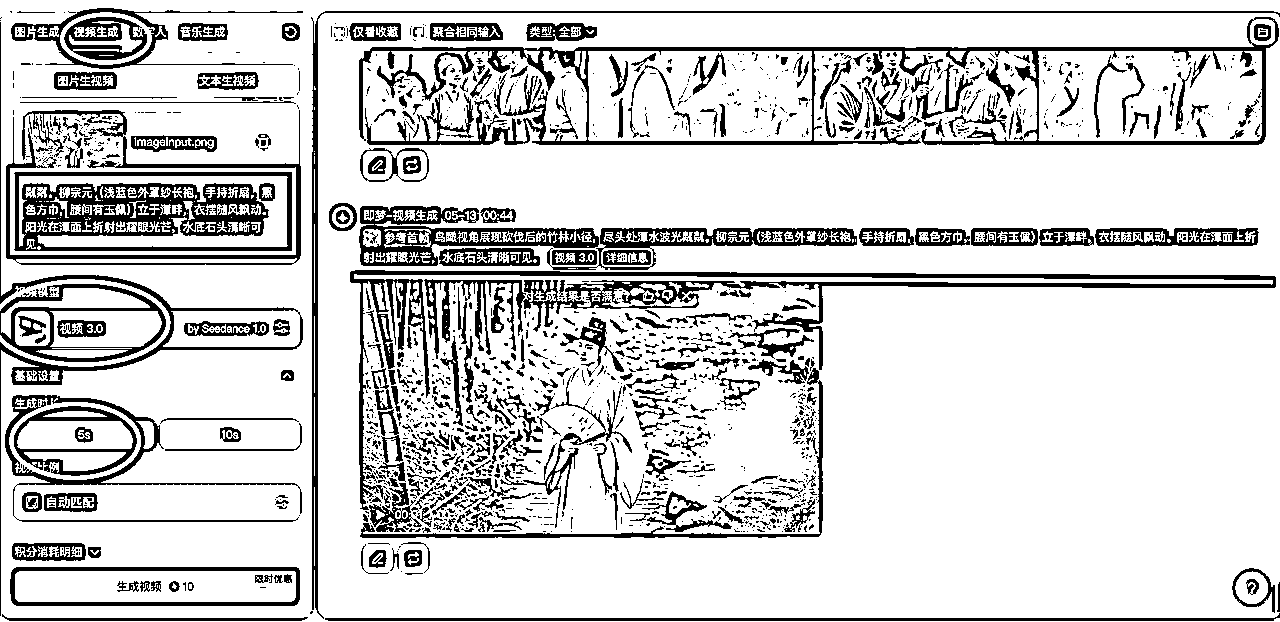 图片生成 视频生成 数字人 音乐生成
图片生视频 文本生视频
ImageInput.png
粼粼，柳宗元（浅蓝色外罩纱长袍，手持折扇，黑
色方巾，腰间有玉佩）立于潭畔，衣摆随风飘动，
阳光在潭面上折射出耀眼光芒，水底石头清晰可
见。
视频模型
视频 3.0 by Seedance 1.0
基础设置
生成时长
5s 10s
视频比例
自动匹配
积分消耗明细
生成视频 10 限时优惠
仅看收藏 聚合相同输入 类型: 全部
即梦-视频生成 05-13 00:44
参考首帧 鸟瞰视角展现砍伐后的竹林小径，尽头处潭水波光粼粼，柳宗元（浅蓝色外罩纱长袍，手持折扇，黑色方巾，腰间有玉佩）立于潭畔，衣摆随风飘动，阳光在潭面上折
射出耀眼光芒，水底石头清晰可见。 视频 3.0 详细信息
对生成结果是否满意？